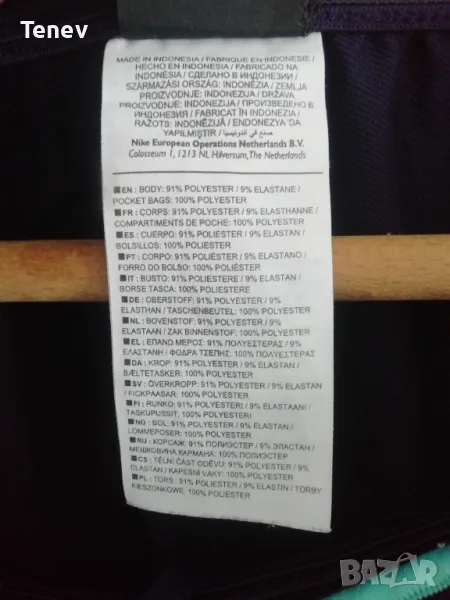 Tenev
MADE IN INDONESIA / FABRIQUE EN INDONESIE /
HECHO EN INDONESIA / FABRICADO NA
INDONÉSIA / СДЕЛАНО В ИНДОНЕЗИИ /
SZÁRMAZÁSI ORSZÁG: INDONÉZIA / ZEMLJA
PROIZVODNJE: INDONEZIJA / DRŽAVA
PROIZVODNJE: INDONEZIJA / ПРОИЗВЕДЕНО В
ИНДОНЕЗИЯ / FABRICAT ÎN INDONEZIA /
RAŽOTS: INDONĒZIJĀ / ENDONEZYA'DA
YAPILMIŞTIR / صنع في اندونيسيا
Nike European Operations Netherlands B.V.
Colosseum 1, 1213 NL Hilversum, The Netherlands
EN : BODY: 91% POLYESTER / 9% ELASTANE /
POCKET BAGS: 100% POLYESTER
FR : CORPS: 91% POLYESTER / 9% ELASTHANNE /
COMPARTIMENTS DE POCHE: 100% POLYESTER
ES : CUERPO: 91% POLIÉSTER / 9% ELASTAN /
BOLSILLOS: 100% POLIÉSTER
PT : CORPO: 91% POLIÉSTER / 9% ELASTANO /
FORRO DO BOLSO: 100% POLIÉSTER
IT : BUSTO: 91% POLIESTERE / 9% ELASTAN /
BORSE TASCA: 100% POLIESTERE
DE : OBERSTOFF: 91% POLYESTER / 9%
ELASTHAN / TASCHENBEUTEL: 100% POLYESTER
NL : BOVENSTOF: 91% POLYESTER / 9%
ELASTAAN / ZAK BINNENSTOF: 100% POLYESTER
EL : ΕΠΑΝΩ ΜΕΡΟΣ: 91% ΠΟΛΥΕΣΤΕΡΑΣ / 9%
ΕΛΑΣΤΑΝΗ / ΦΟΔΡΑ ΤΣΕΠΗΣ: 100% ΠΟΛΥΕΣΤΕΡΑΣ
DA : KROP: 91% POLYESTER / 9% ELASTAN /
BÆLTETASKER: 100% POLYESTER
SV : ÖVERKROPP: 91% POLYESTER / 9% ELASTAN
/ FICKPÅSAR: 100% POLYESTER
FI : RUNKO: 91% POLYESTERI / 9% ELASTAANI /
TASKUPUSSIT: 100% POLYESTERI
NO : BOL: 91% POLYESTER / 9% ELASTAN /
LOMMEPOSER: 100% POLYESTER
RU : КОРСАЖ: 91% ПОЛИЭСТЕР / 9% ЭЛАСТАН /
МЕШКОВИНА КАРМАНА: 100% ПОЛИЭСТЕР
CS : TĚLNÍ ČÁST ODĚVU: 91% POLYESTER / 9%
ELASTAN / KAPESNÍ VAKY: 100% POLYESTER
PL : TORS : 91% POLYESTER / 9% ELASTIN / TORBY
KIESZONKOWE: 100% POLYESTER
BAZAR